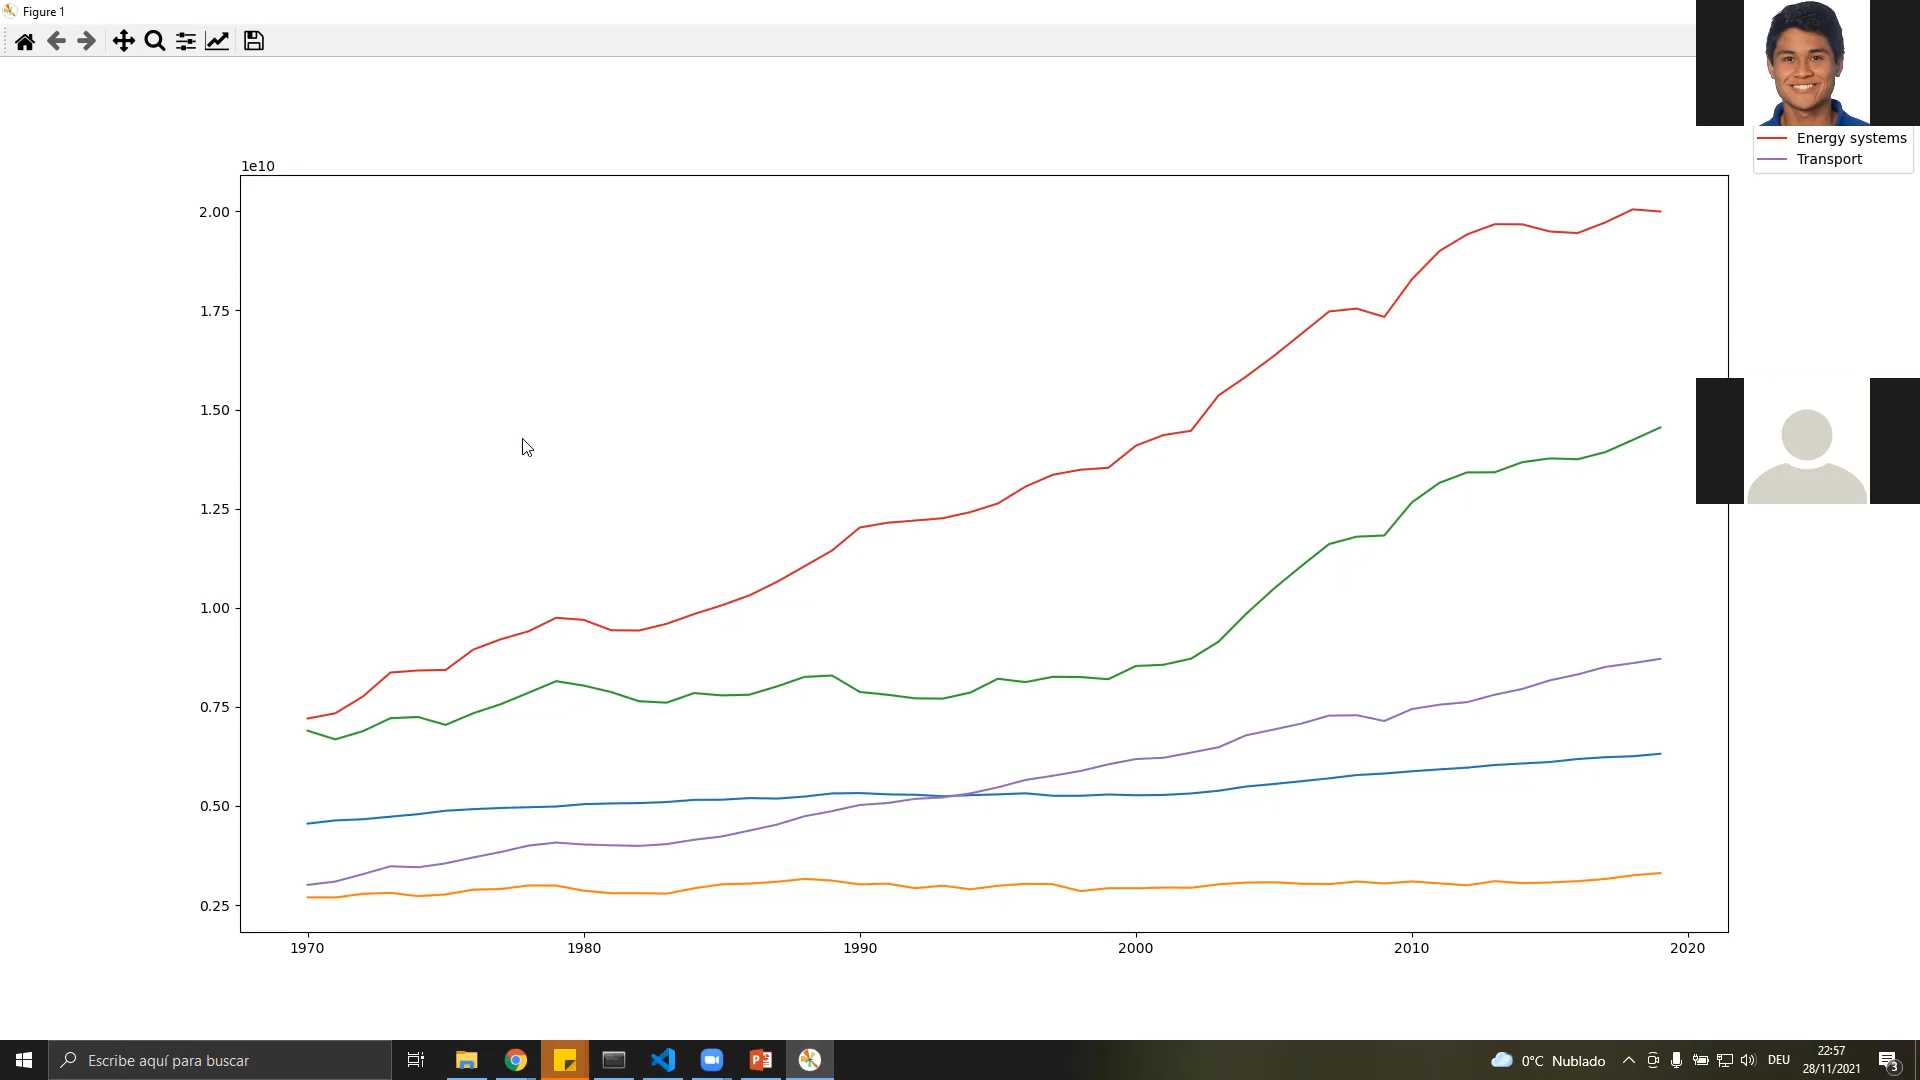 Figure 1
Energy systems
Transport
1e10
2.00
1.75
1.50
1.25
1.00
0.75
0.50
0.25
1970 1980 1990 2000 2010 2020
Escribe aquí para buscar
0°C Nublado
DEU
22:57
28/11/2021
3